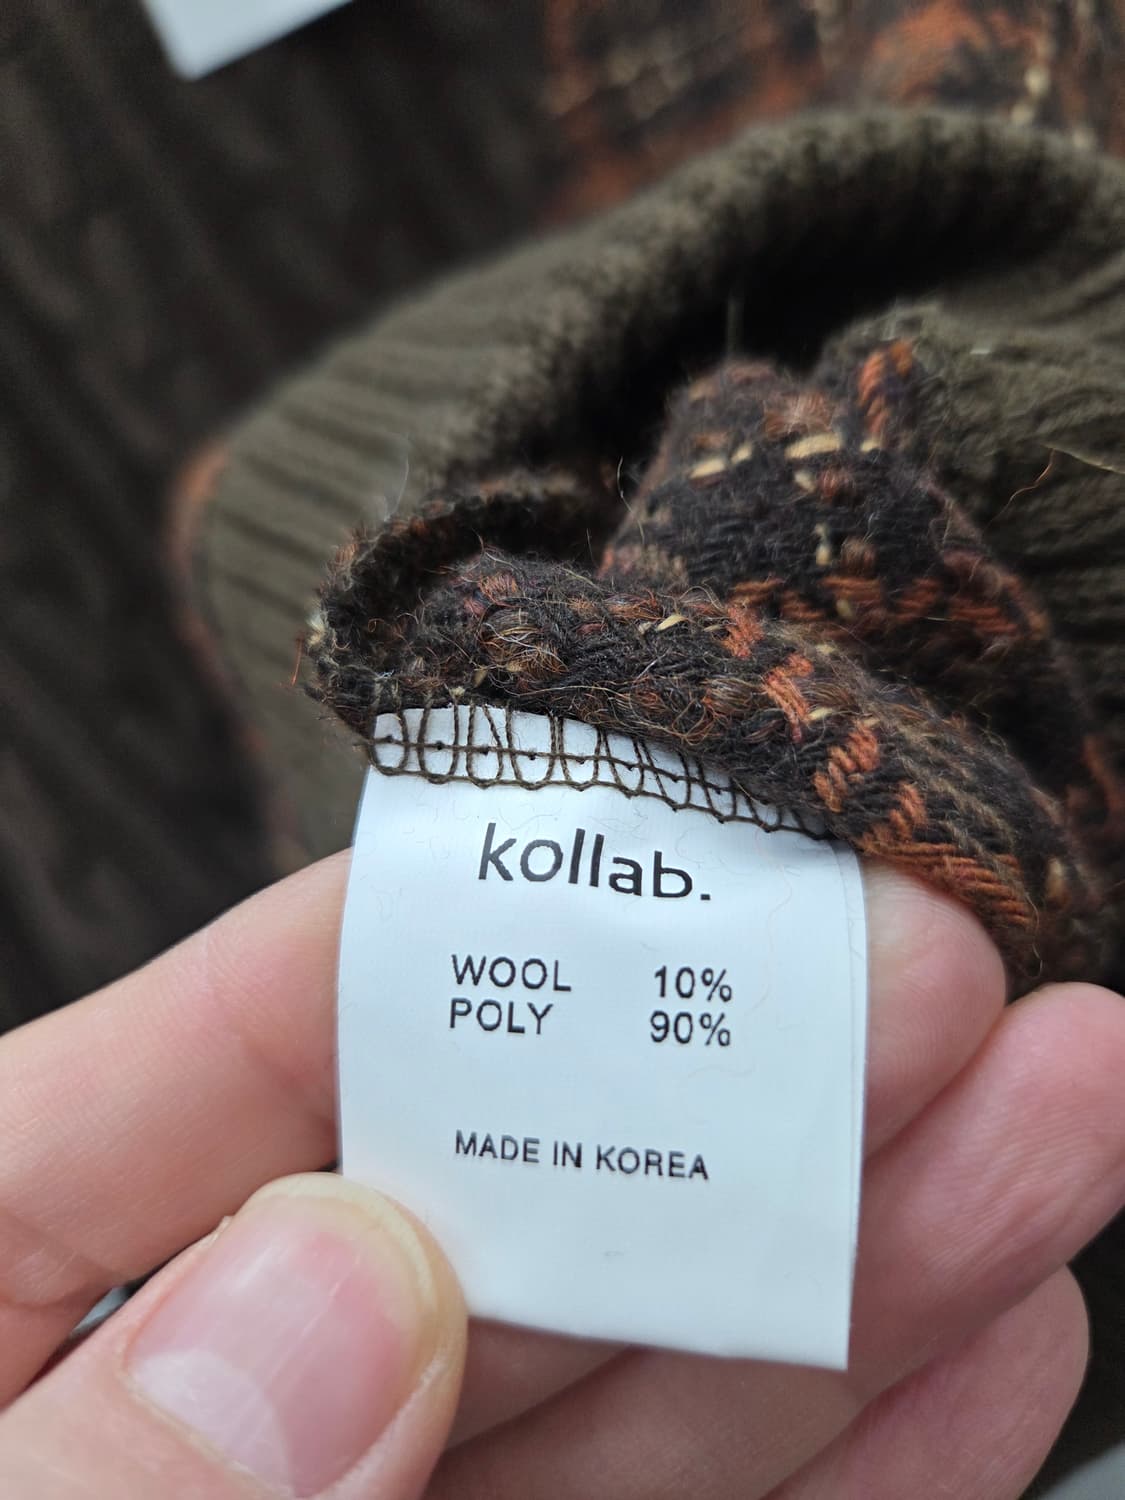 kollab.
WOOL 10%
POLY 90%
MADE IN KOREA